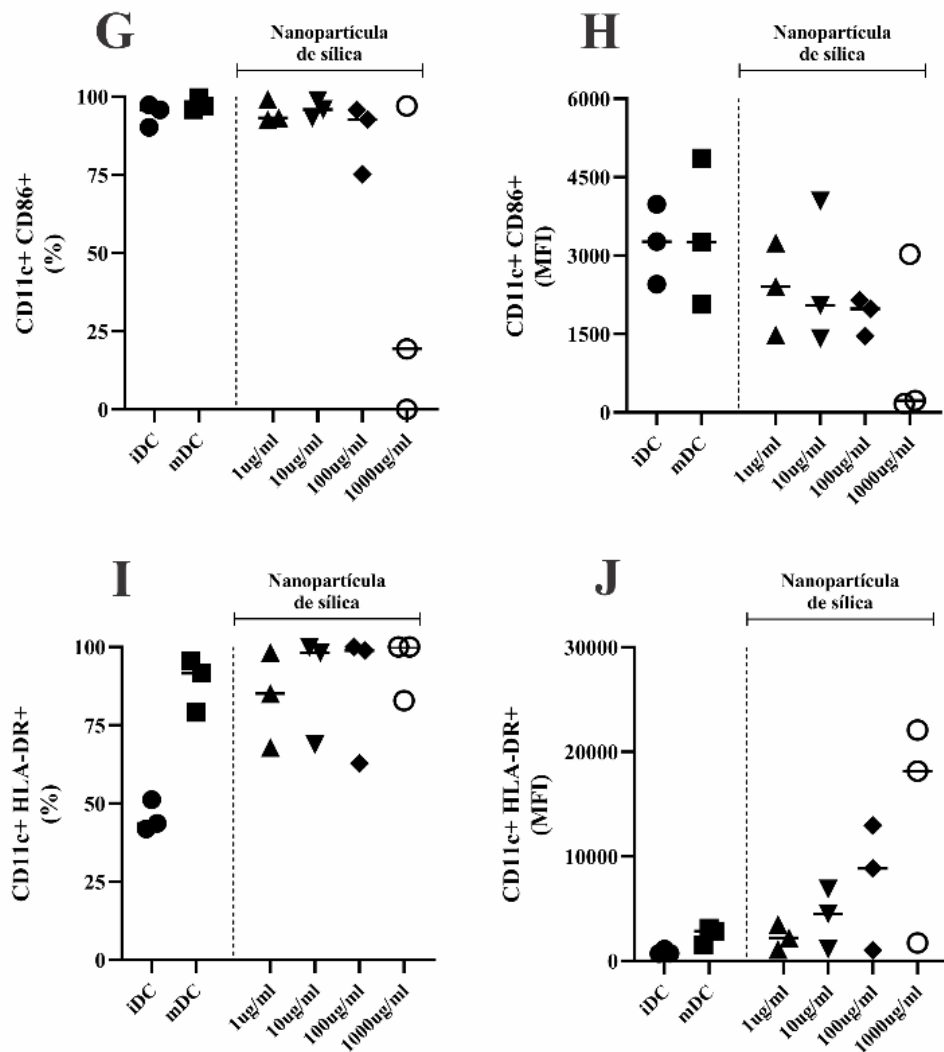 G
Nanopartícula
de sílica
CD11c+ CD86+
(%)
100
75
50
25
0
iDC
mDC
1ug/ml
10ug/ml
100ug/ml
1000ug/ml
H
Nanopartícula
de sílica
CD11c+ CD86+
(MFI)
6000
4500
3000
1500
0
iDC
mDC
1ug/ml
10ug/ml
100ug/ml
1000ug/ml
I
Nanopartícula
de sílica
CD11c+ HLA-DR+
(%)
100
75
50
25
0
iDC
mDC
1ug/ml
10ug/ml
100ug/ml
1000ug/ml
J
Nanopartícula
de sílica
CD11c+ HLA-DR+
(MFI)
30000
20000
10000
0
iDC
mDC
1ug/ml
10ug/ml
100ug/ml
1000ug/ml